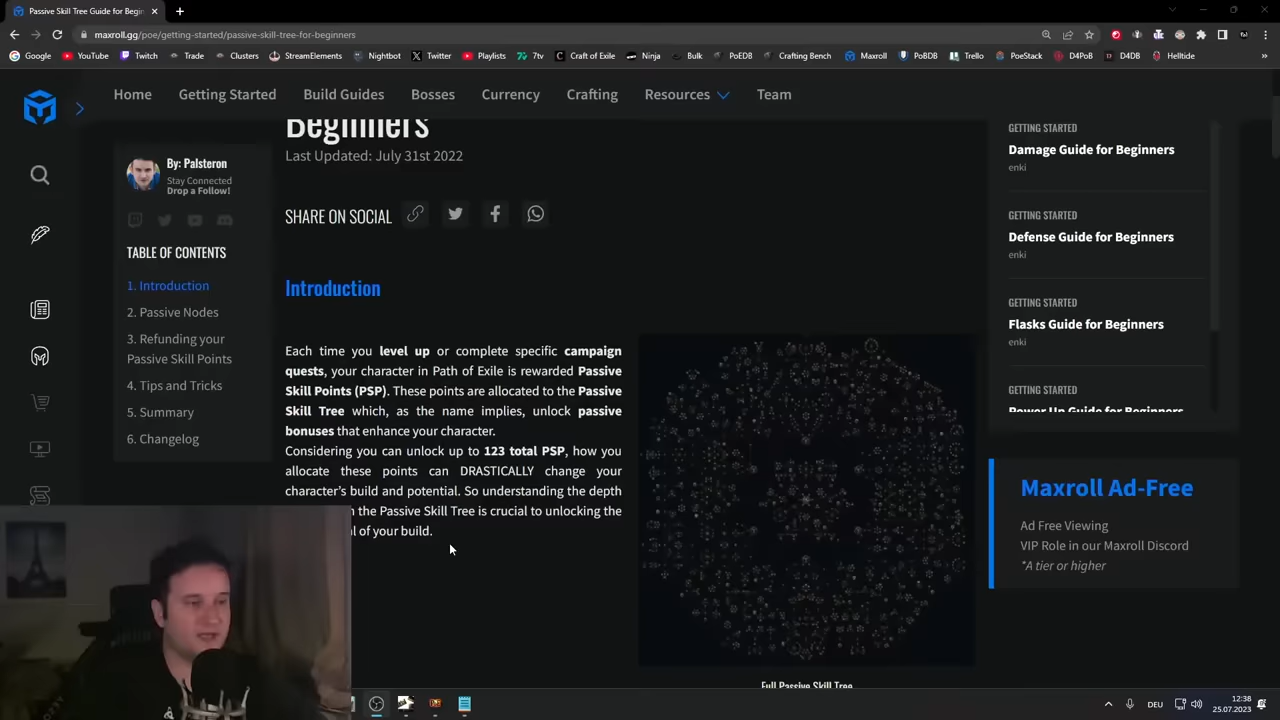 Passive Skill Tree Guide for Begin
maxroll.gg/poe/getting-started/passive-skill-tree-for-beginners
Google YouTube Twitch Trade Clusters StreamElements Nightbot Twitter Playlists 7tv Craft of Exile Ninja Bulk PoEDB Crafting Bench Maxroll PoBDB Trello PoeStack D4PoB D4DB Helltide
Home Getting Started Build Guides Bosses Currency Crafting Resources Team
By: Palsteron
Stay Connected
Drop a Follow!
TABLE OF CONTENTS
1. Introduction
2. Passive Nodes
3. Refunding your
Passive Skill Points
4. Tips and Tricks
5. Summary
6. Changelog
Beginners
Last Updated: July 31st 2022
SHARE ON SOCIAL
Introduction
Each time you level up or complete specific campaign
quests, your character in Path of Exile is rewarded Passive
Skill Points (PSP). These points are allocated to the Passive
Skill Tree which, as the name implies, unlock passive
bonuses that enhance your character.
Considering you can unlock up to 123 total PSP, how you
allocate these points can DRASTICALLY change your
character's build and potential. So understanding the depth
the Passive Skill Tree is crucial to unlocking the
of your build.
Full Passive Skill Tree
GETTING STARTED
Damage Guide for Beginners
enki
GETTING STARTED
Defense Guide for Beginners
enki
GETTING STARTED
Flasks Guide for Beginners
enki
GETTING STARTED
Power Up Guide for Beginners
Maxroll Ad-Free
Ad Free Viewing
VIP Role in our Maxroll Discord
*A tier or higher
DEU
12:38
25.07.2023